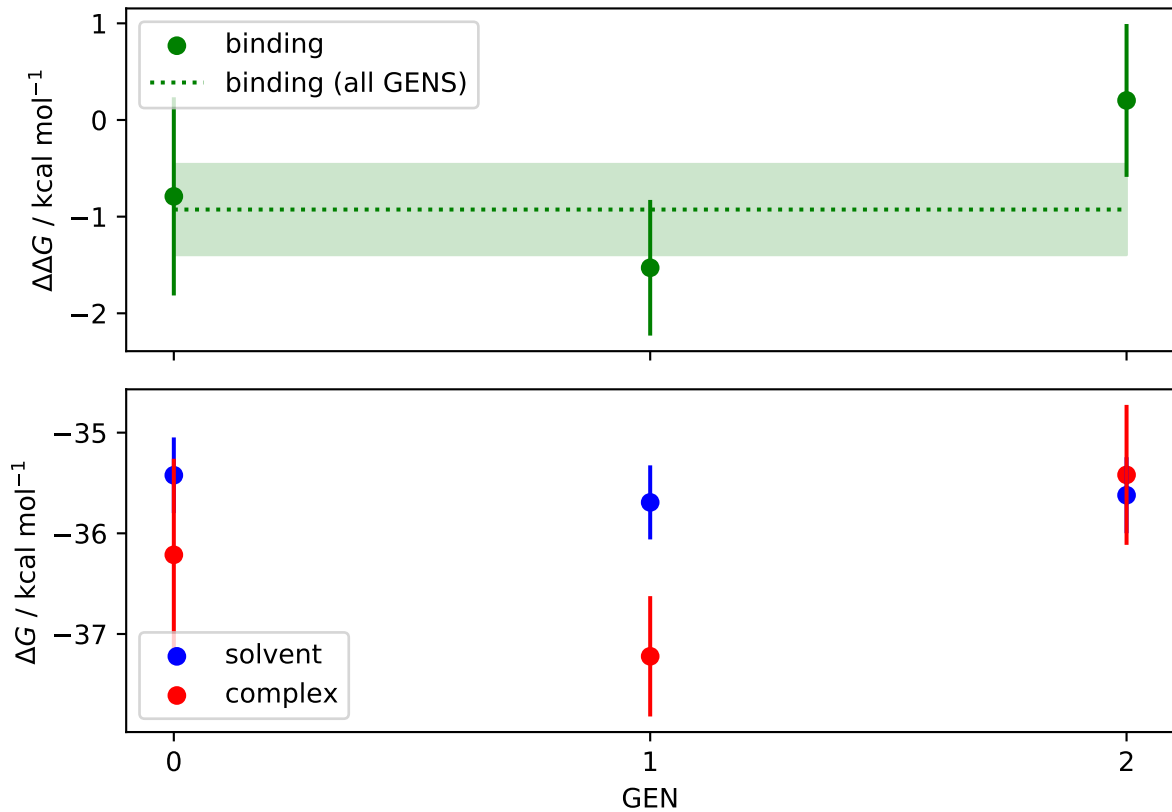 1
0
−1
−2
ΔΔG / kcal mol⁻¹
binding
binding (all GENS)
−35
−36
−37
ΔG / kcal mol⁻¹
solvent
complex
0 1 2
GEN